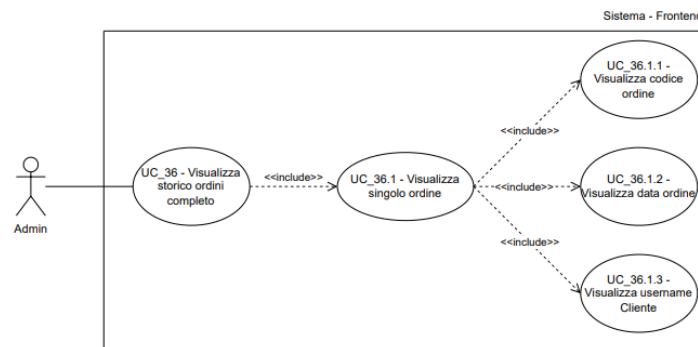 Sistema - Frontend
UC_36.1.1 -
Visualizza codice
ordine
<<include>>
UC_36 - Visualizza
storico ordini
completo
<<include>>
UC_36.1 - Visualizza
singolo ordine
<<include>>
UC_36.1.2 -
Visualizza data ordine
Admin
<<include>>
UC_36.1.3 -
Visualizza username
Cliente